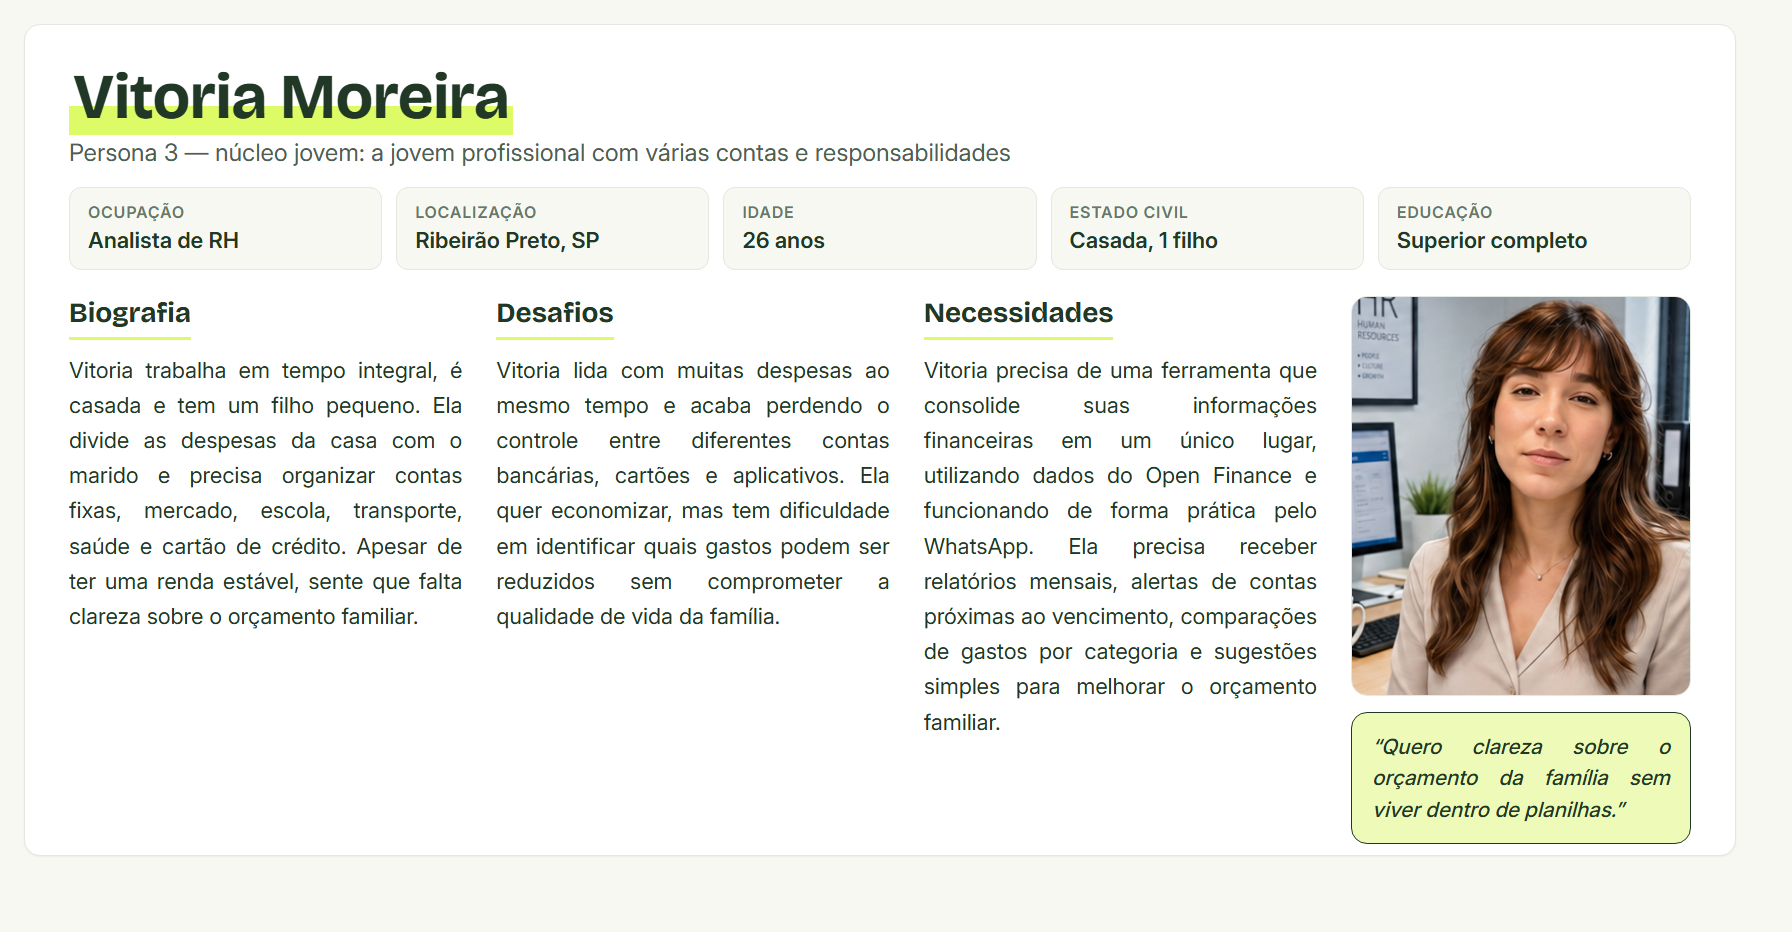 Vitoria Moreira
Persona 3 — núcleo jovem: a jovem profissional com várias contas e responsabilidades
OCUPAÇÃO
Analista de RH
LOCALIZAÇÃO
Ribeirão Preto, SP
IDADE
26 anos
ESTADO CIVIL
Casada, 1 filho
EDUCAÇÃO
Superior completo
Biografia
Vitoria trabalha em tempo integral, é
casada e tem um filho pequeno. Ela
divide as despesas da casa com o
marido e precisa organizar contas
fixas, mercado, escola, transporte,
saúde e cartão de crédito. Apesar de
ter uma renda estável, sente que falta
clareza sobre o orçamento familiar.
Desafios
Vitoria lida com muitas despesas ao
mesmo tempo e acaba perdendo o
controle entre diferentes contas
bancárias, cartões e aplicativos. Ela
quer economizar, mas tem dificuldade
em identificar quais gastos podem ser
reduzidos sem comprometer a
qualidade de vida da família.
Necessidades
Vitoria precisa de uma ferramenta que
consolide suas informações
financeiras em um único lugar,
utilizando dados do Open Finance e
funcionando de forma prática pelo
WhatsApp. Ela precisa receber
relatórios mensais, alertas de contas
próximas ao vencimento, comparações
de gastos por categoria e sugestões
simples para melhorar o orçamento
familiar.
HR
HUMAN
RESOURCES
• PEOPLE
• CULTURE
• GROWTH
“Quero clareza sobre o
orçamento da família sem
viver dentro de planilhas.”